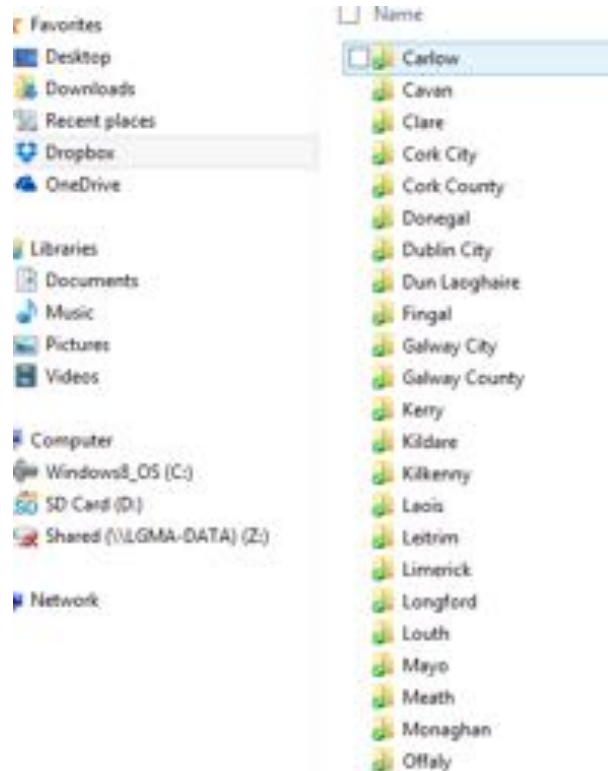 Favorites
Desktop
Downloads
Recent places
Dropbox
OneDrive
Libraries
Documents
Music
Pictures
Videos
Computer
Windows8_OS (C:)
SD Card (D:)
Shared (\\LGMA-DATA) (Z:)
Network
Name
Carlow
Cavan
Clare
Cork City
Cork County
Donegal
Dublin City
Dun Laoghaire
Fingal
Galway City
Galway County
Kerry
Kildare
Kilkenny
Laois
Leitrim
Limerick
Longford
Louth
Mayo
Meath
Monaghan
Offaly